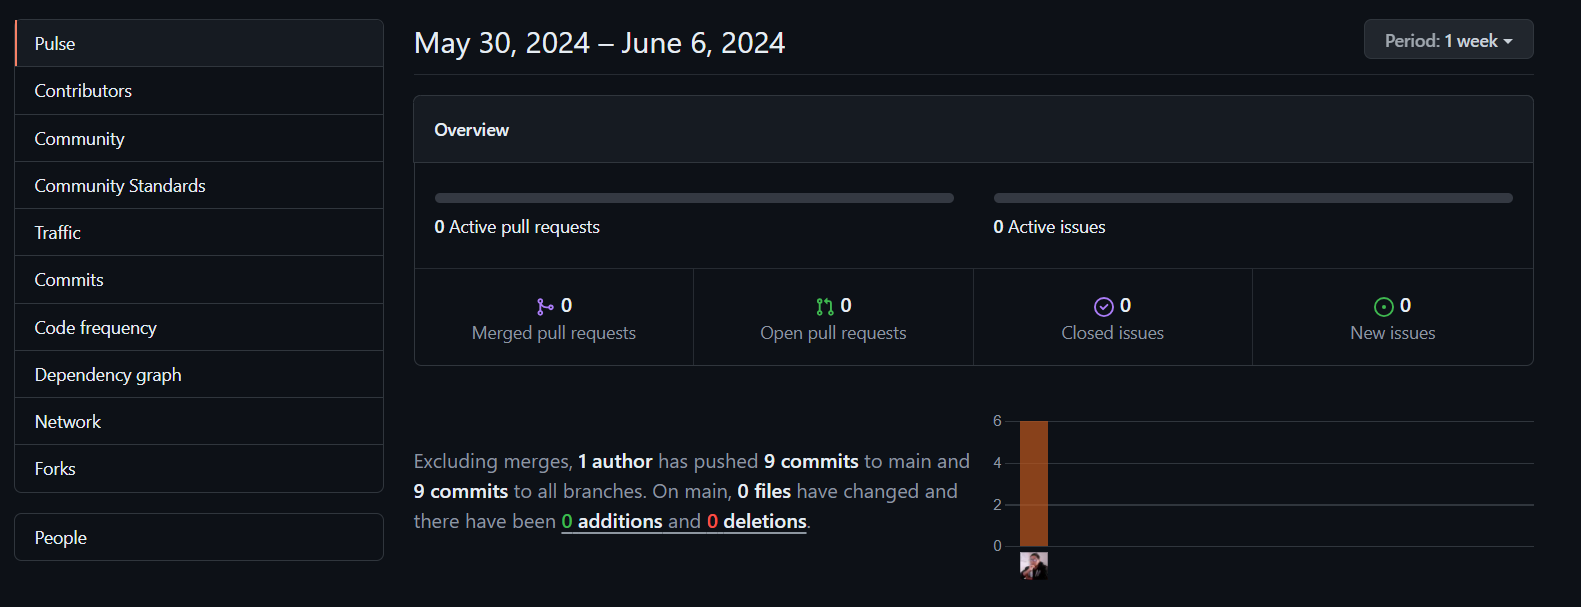 Pulse
Contributors
Community
Community Standards
Traffic
Commits
Code frequency
Dependency graph
Network
Forks
People
May 30, 2024 – June 6, 2024
Period: 1 week
Overview
0 Active pull requests
0 Active issues
0
Merged pull requests
0
Open pull requests
0
Closed issues
0
New issues
Excluding merges, 1 author has pushed 9 commits to main and
9 commits to all branches. On main, 0 files have changed and
there have been 0 additions and 0 deletions.
6
4
2
0